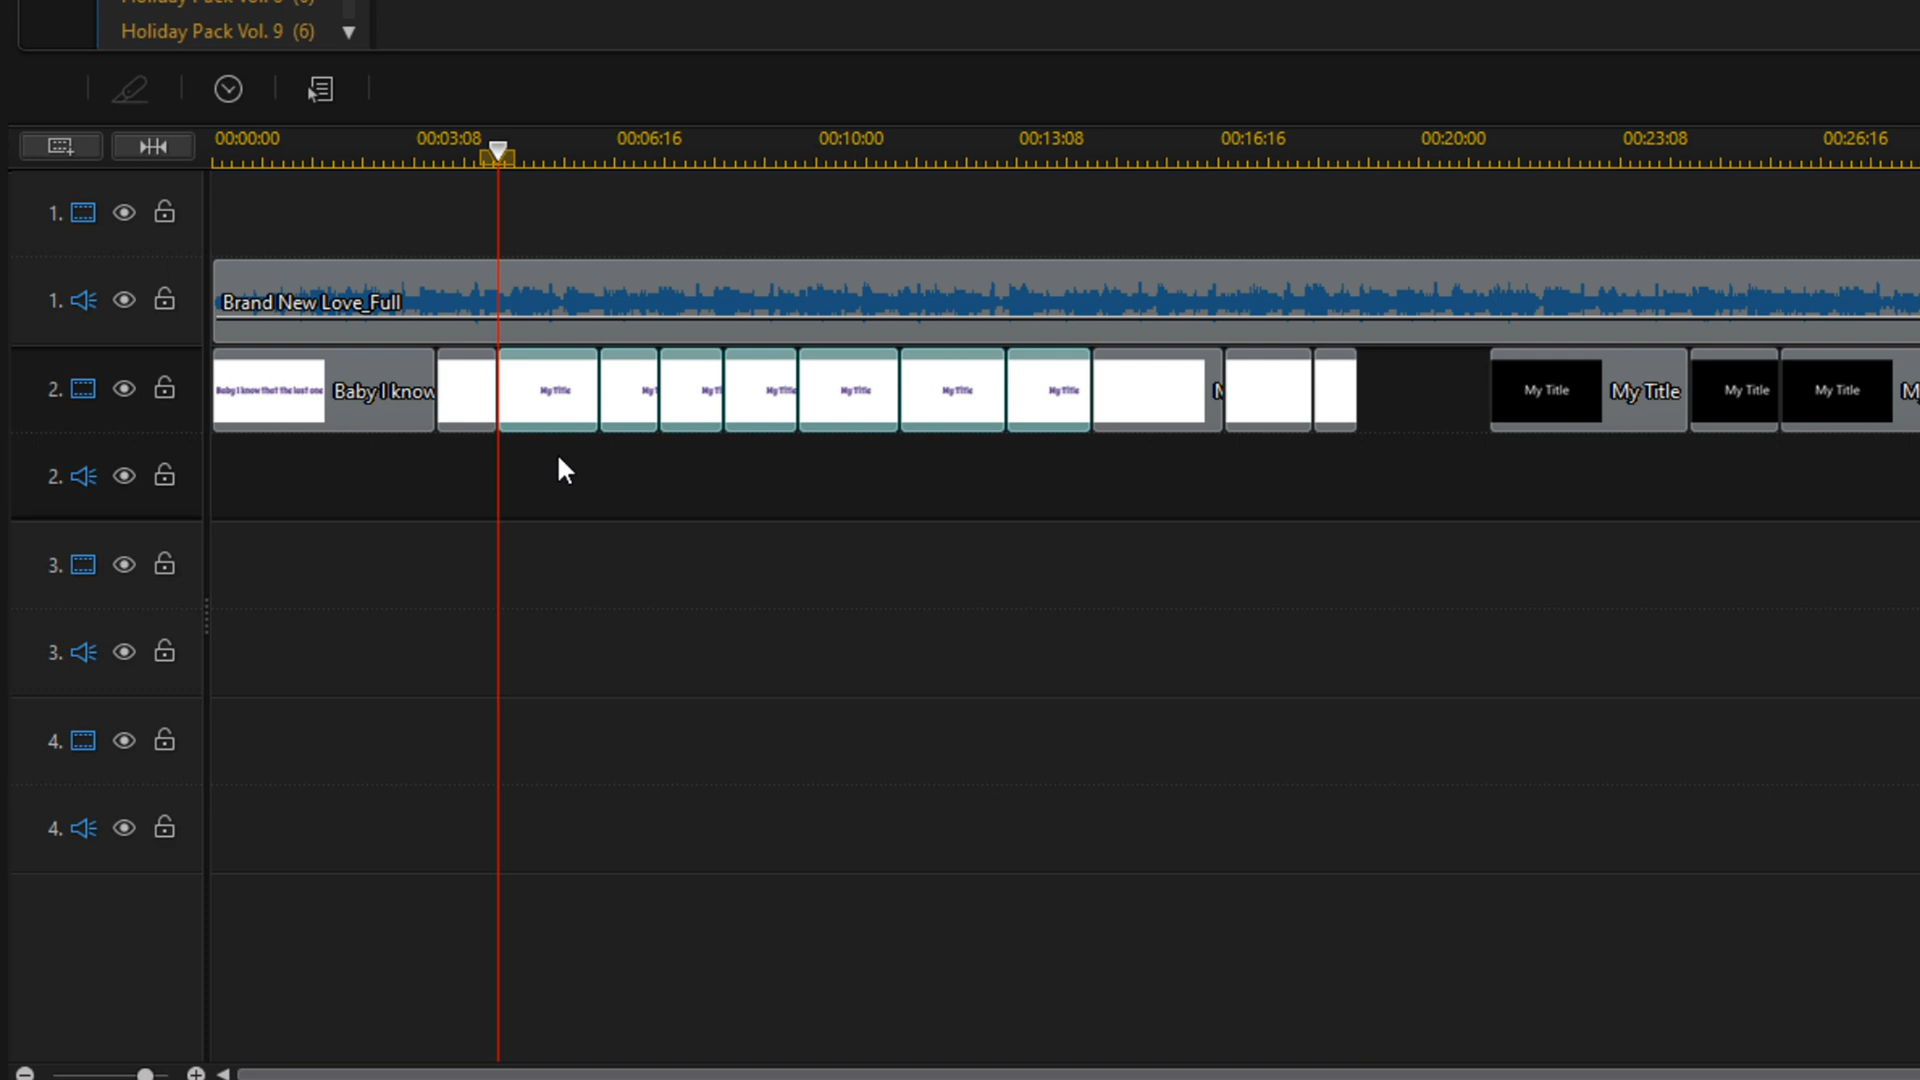 Holiday Pack Vol. 9 (6)
00:00:00 00:03:08 00:06:16 00:10:00 00:13:08 00:16:16 00:20:00 00:23:08 00:26:16
1.
1. Brand New Love_Full
2. Baby I know that the last one Baby I know My Title My T My Ti My Title My Title My Title My Title My Title My Title My Title My Title
2.
3.
3.
4.
4.